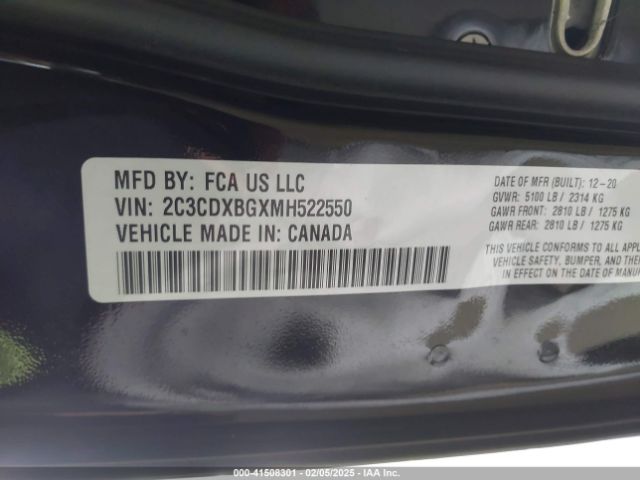 MFD BY: FCA US LLC
VIN: 2C3CDXBGXMH522550
VEHICLE MADE IN: CANADA
DATE OF MFR (BUILT): 12-20
GVWR: 5100 LB / 2314 KG
GAWR FRONT: 2810 LB / 1275 KG
GAWR REAR: 2810 LB / 1275 KG
THIS VEHICLE CONFORMS TO ALL APPL
VEHICLE SAFETY, BUMPER, AND THEF
IN EFFECT ON THE DATE OF MANU
CDN-41508301 - 02/05/2025 - IAA Inc.